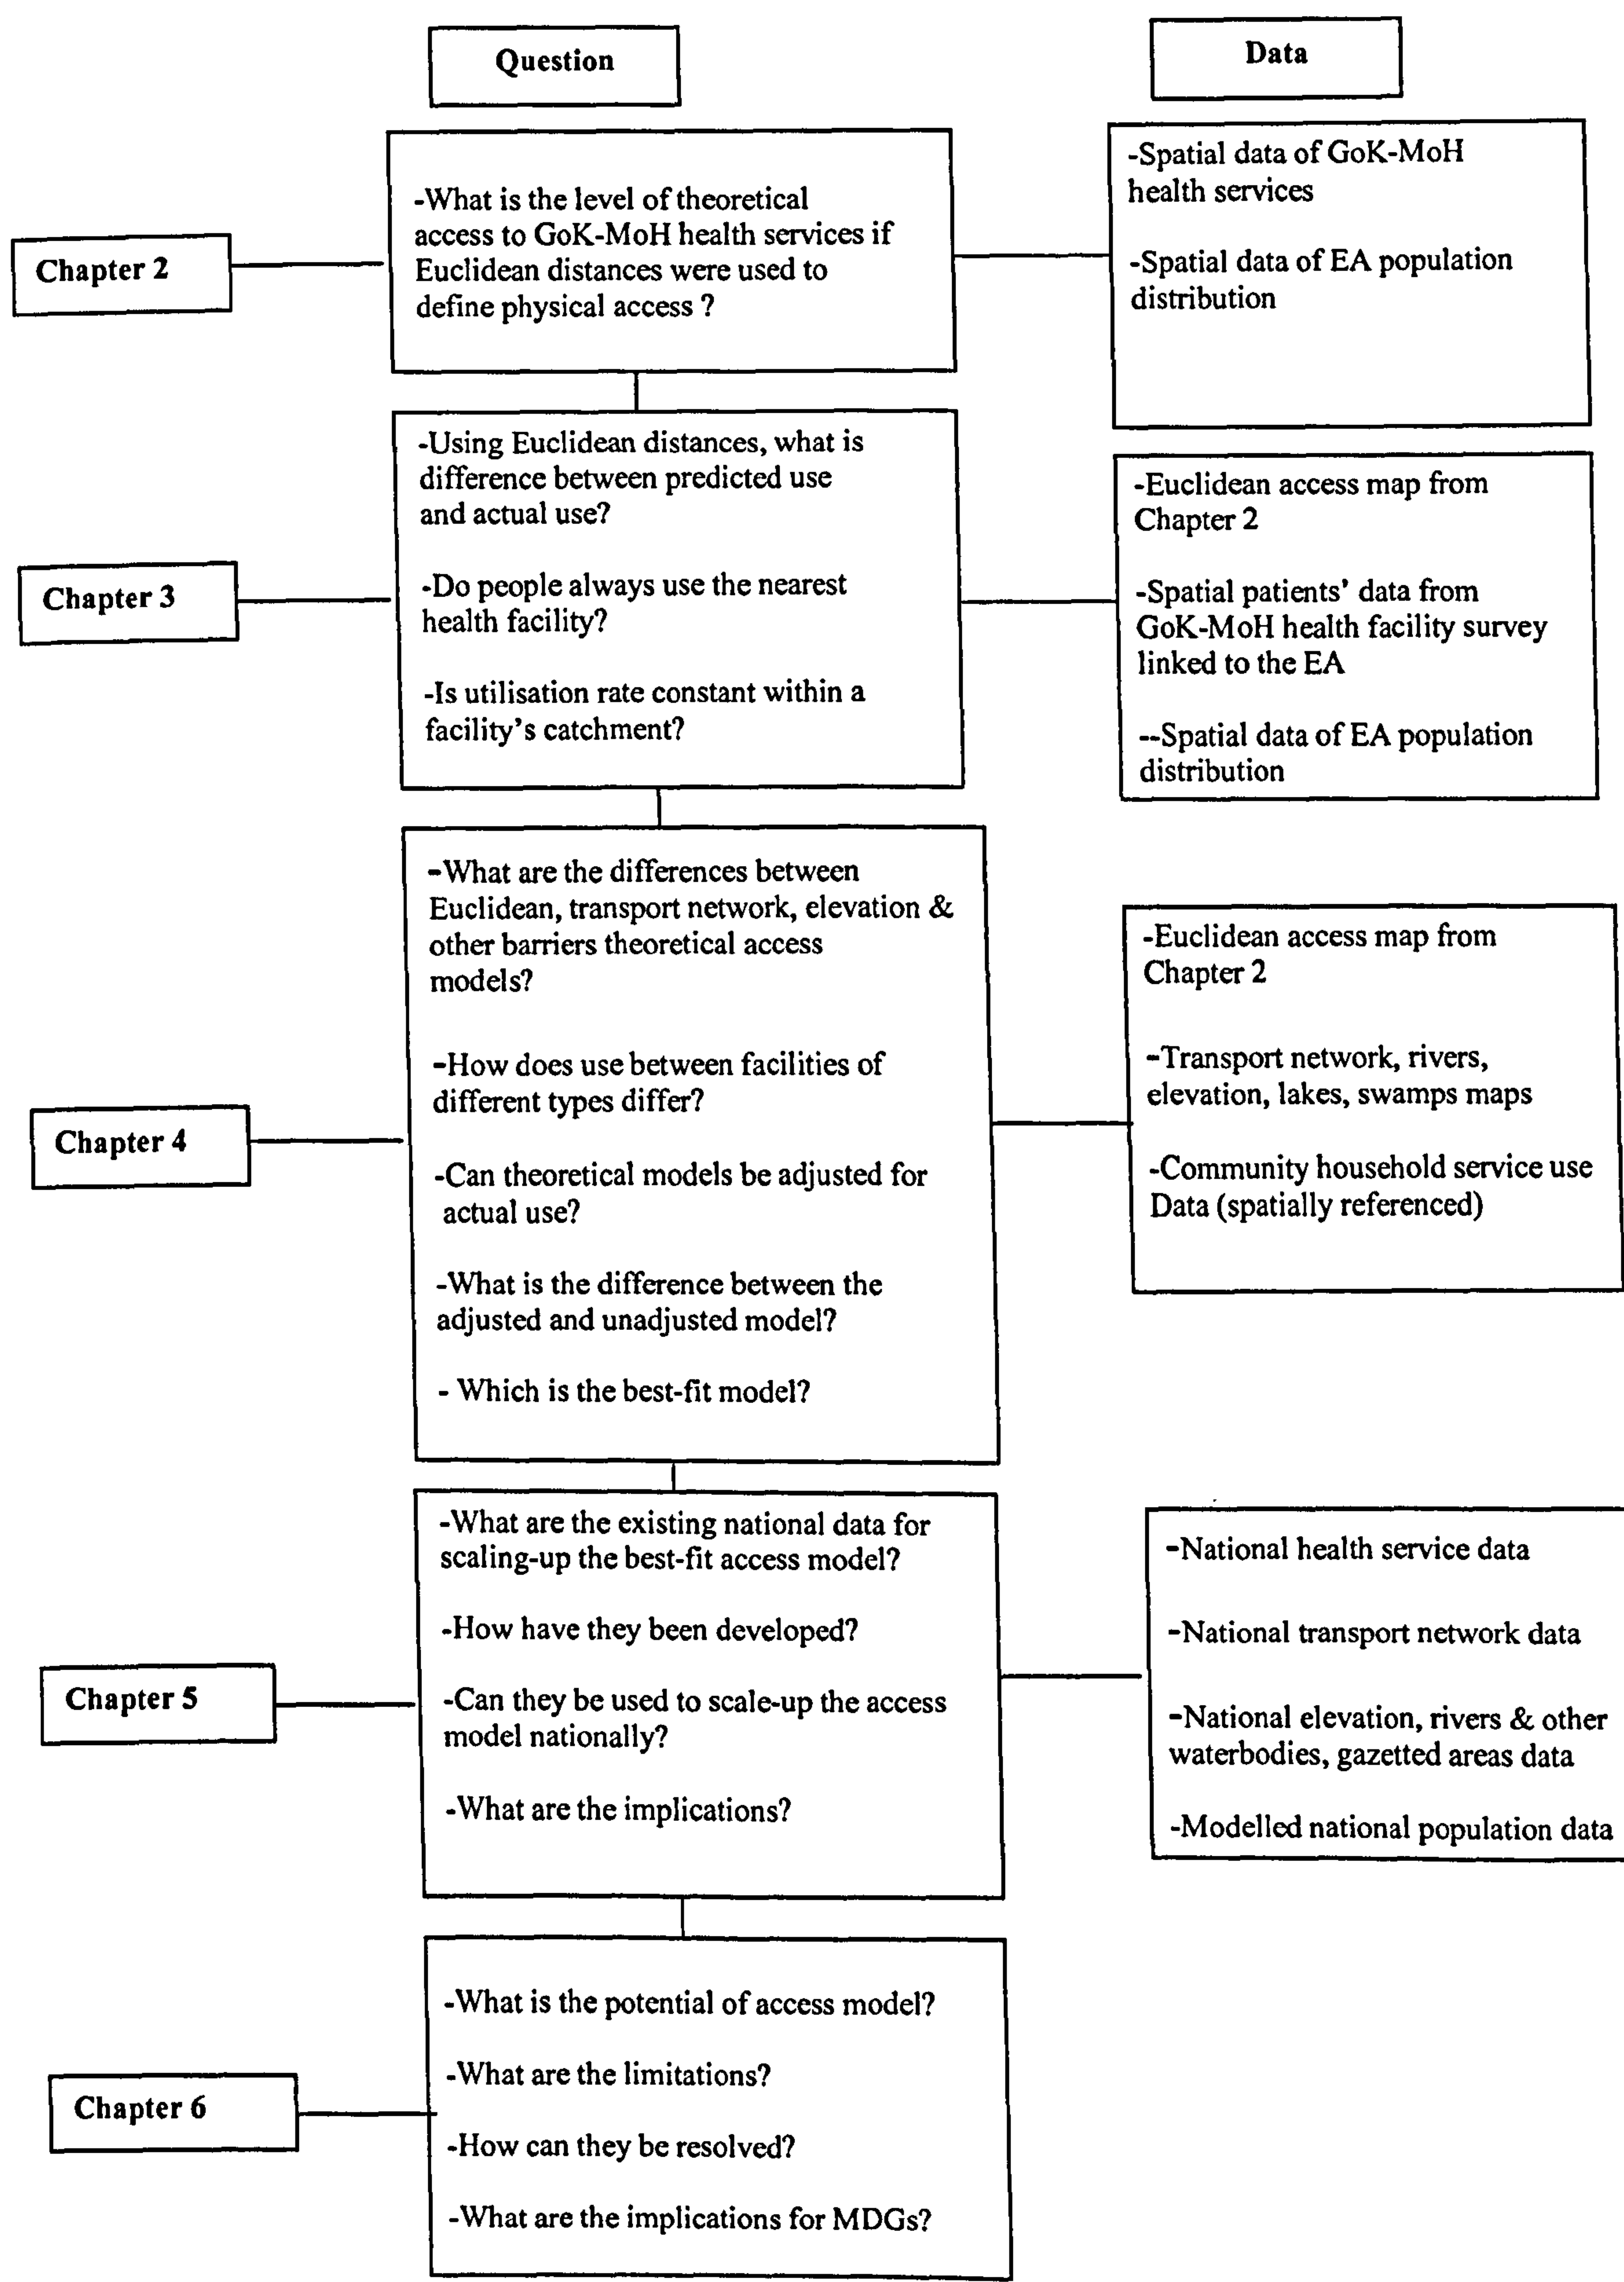 Question
Data
Chapter 2
-What is the level of theoretical
access to GoK-MoH health services if
Euclidean distances were used to
define physical access ?
-Spatial data of GoK-MoH
health services
-Spatial data of EA population
distribution
Chapter 3
-Using Euclidean distances, what is
difference between predicted use
and actual use?
-Do people always use the nearest
health facility?
-Is utilisation rate constant within a
facility's catchment?
-Euclidean access map from
Chapter 2
-Spatial patients' data from
GoK-MoH health facility survey
linked to the EA
--Spatial data of EA population
distribution
Chapter 4
-What are the differences between
Euclidean, transport network, elevation &
other barriers theoretical access
models?
-How does use between facilities of
different types differ?
-Can theoretical models be adjusted for
actual use?
-What is the difference between the
adjusted and unadjusted model?
- Which is the best-fit model?
-Euclidean access map from
Chapter 2
-Transport network, rivers,
elevation, lakes, swamps maps
-Community household service use
Data (spatially referenced)
Chapter 5
-What are the existing national data for
scaling-up the best-fit access model?
-How have they been developed?
-Can they be used to scale-up the access
model nationally?
-What are the implications?
-National health service data
-National transport network data
-National elevation, rivers & other
waterbodies, gazetted areas data
-Modelled national population data
Chapter 6
-What is the potential of access model?
-What are the limitations?
-How can they be resolved?
-What are the implications for MDGs?